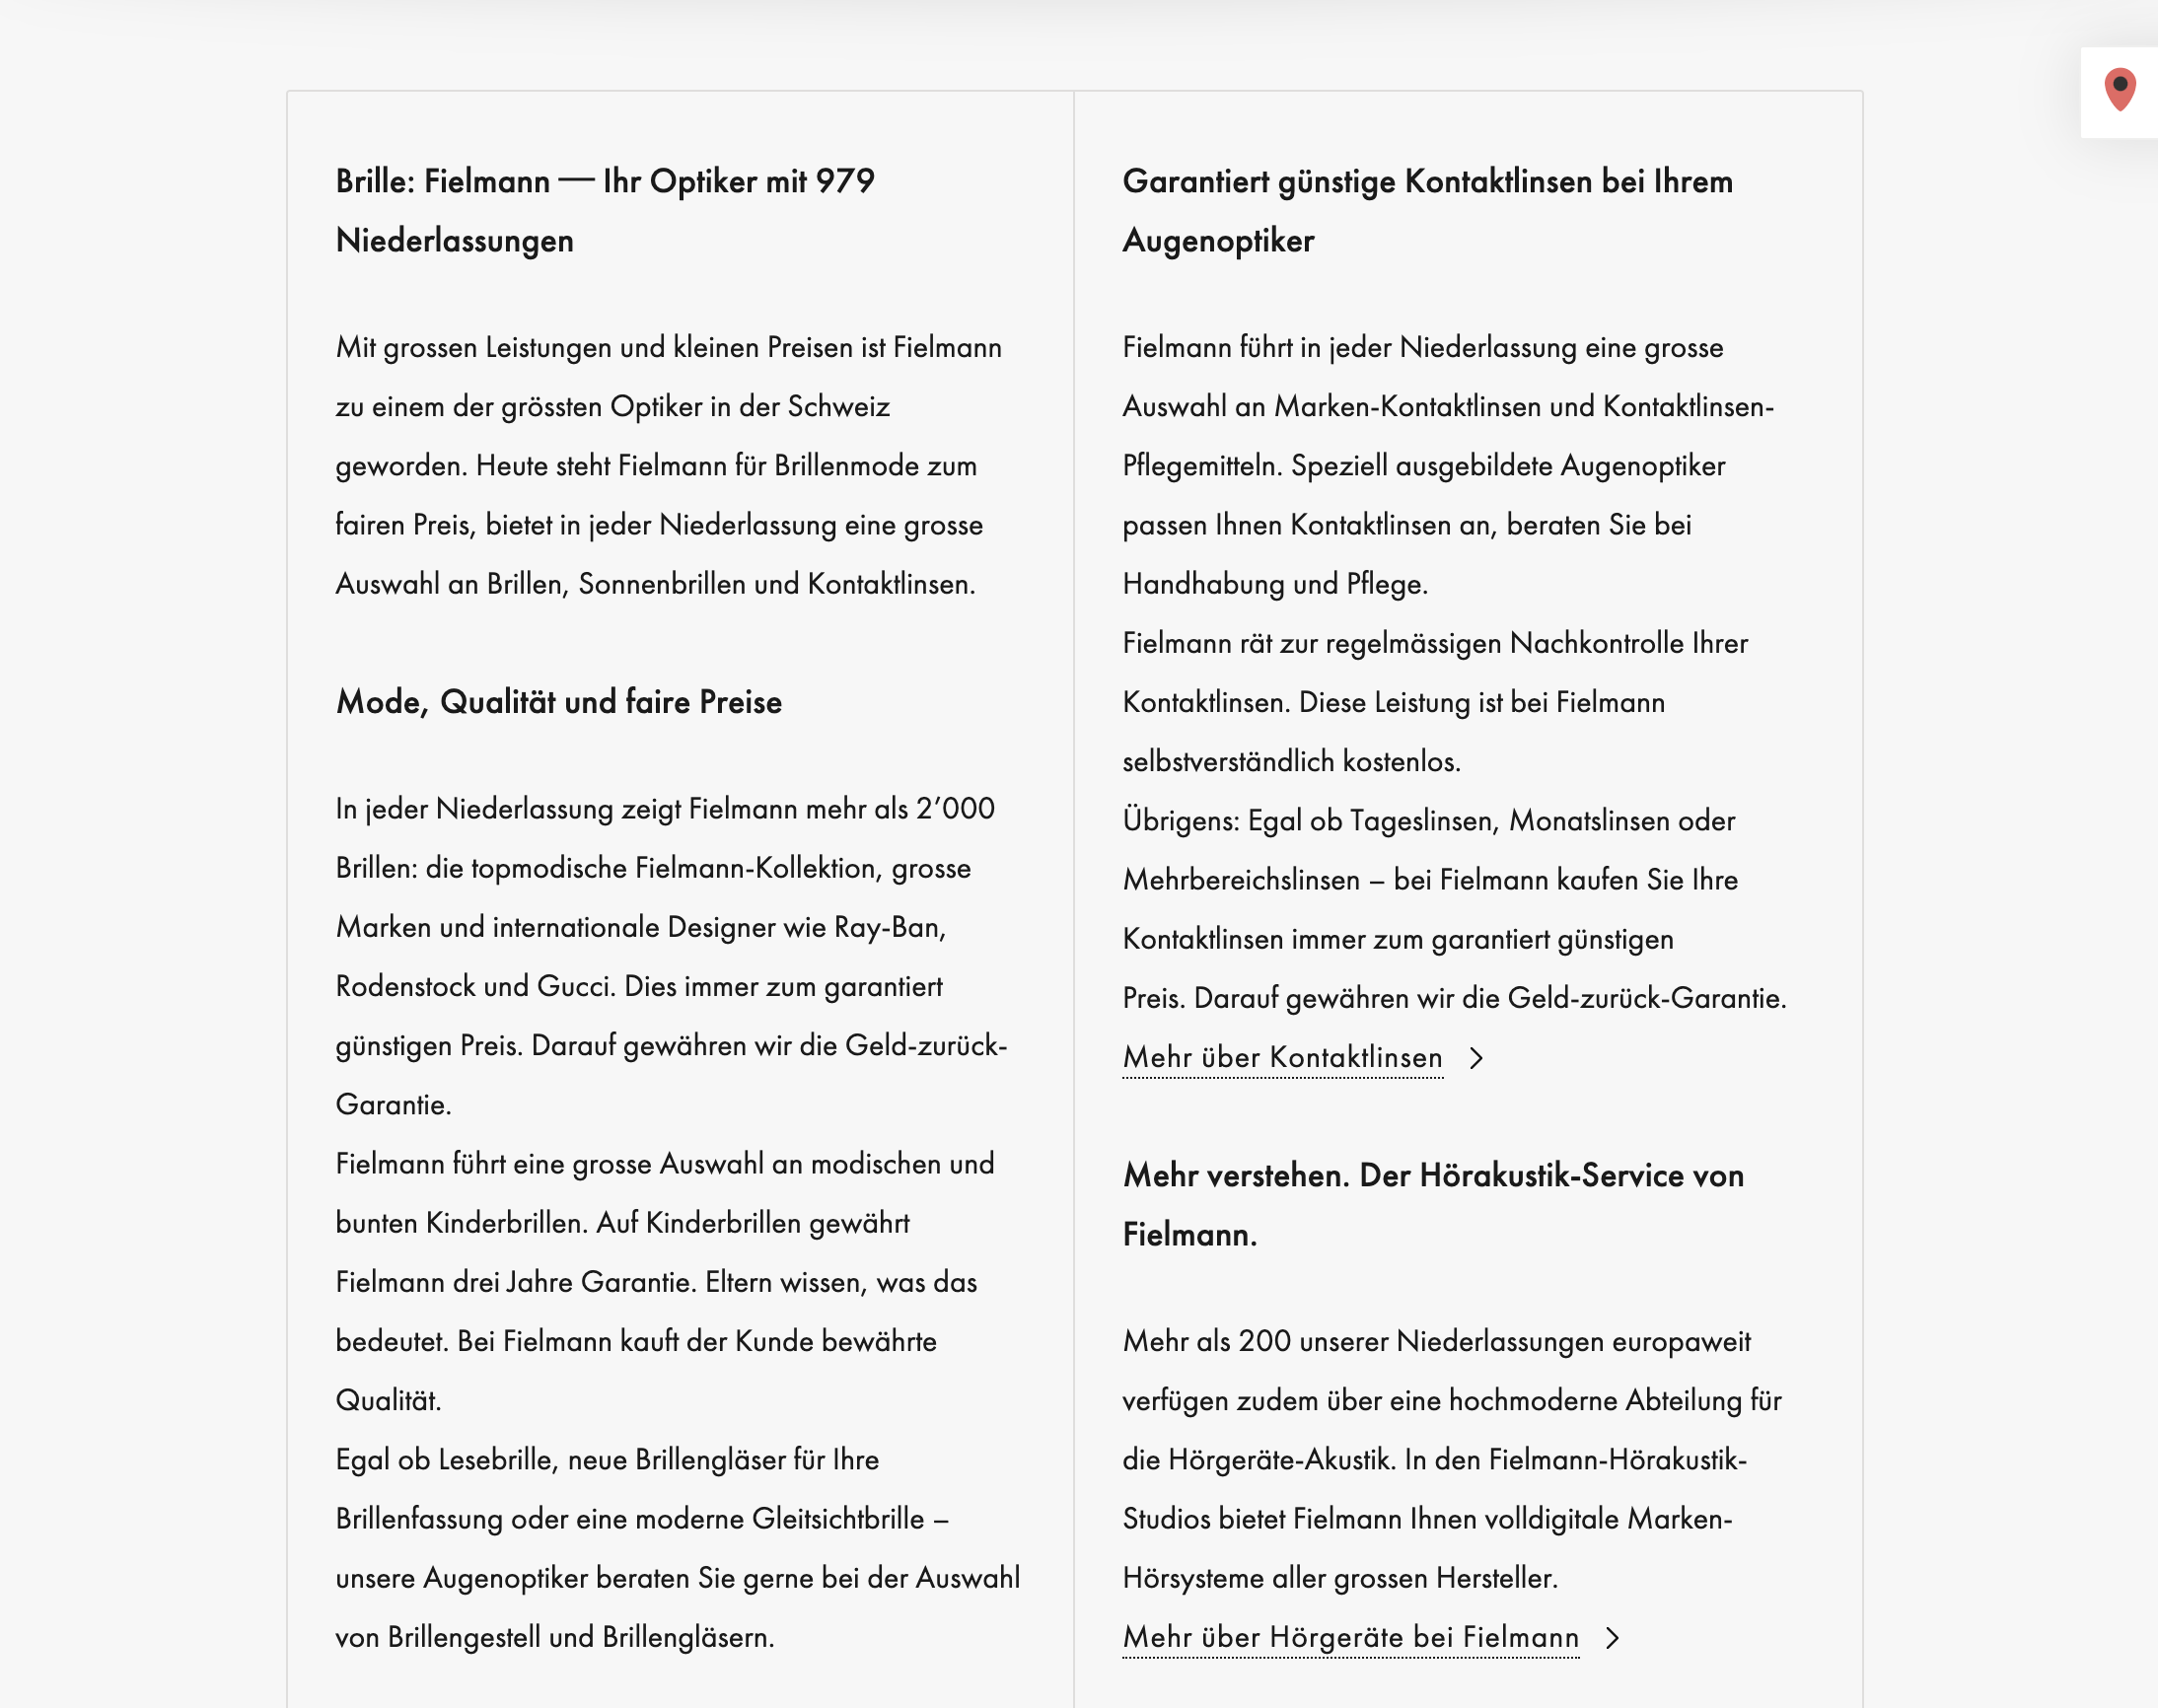 Brille: Fielmann — Ihr Optiker mit 979
Niederlassungen
Mit grossen Leistungen und kleinen Preisen ist Fielmann
zu einem der grössten Optiker in der Schweiz
geworden. Heute steht Fielmann für Brillenmode zum
fairen Preis, bietet in jeder Niederlassung eine grosse
Auswahl an Brillen, Sonnenbrillen und Kontaktlinsen.
Mode, Qualität und faire Preise
In jeder Niederlassung zeigt Fielmann mehr als 2’000
Brillen: die topmodische Fielmann-Kollektion, grosse
Marken und internationale Designer wie Ray-Ban,
Rodenstock und Gucci. Dies immer zum garantiert
günstigen Preis. Darauf gewähren wir die Geld-zurück-
Garantie.
Fielmann führt eine grosse Auswahl an modischen und
bunten Kinderbrillen. Auf Kinderbrillen gewährt
Fielmann drei Jahre Garantie. Eltern wissen, was das
bedeutet. Bei Fielmann kauft der Kunde bewährte
Qualität.
Egal ob Lesebrille, neue Brillengläser für Ihre
Brillenfassung oder eine moderne Gleitsichtbrille –
unsere Augenoptiker beraten Sie gerne bei der Auswahl
von Brillengestell und Brillengläsern.
Garantiert günstige Kontaktlinsen bei Ihrem
Augenoptiker
Fielmann führt in jeder Niederlassung eine grosse
Auswahl an Marken-Kontaktlinsen und Kontaktlinsen-
Pflegemitteln. Speziell ausgebildete Augenoptiker
passen Ihnen Kontaktlinsen an, beraten Sie bei
Handhabung und Pflege.
Fielmann rät zur regelmässigen Nachkontrolle Ihrer
Kontaktlinsen. Diese Leistung ist bei Fielmann
selbstverständlich kostenlos.
Übrigens: Egal ob Tageslinsen, Monatslinsen oder
Mehrbereichslinsen – bei Fielmann kaufen Sie Ihre
Kontaktlinsen immer zum garantiert günstigen
Preis. Darauf gewähren wir die Geld-zurück-Garantie.
Mehr über Kontaktlinsen
Mehr verstehen. Der Hörakustik-Service von
Fielmann.
Mehr als 200 unserer Niederlassungen europaweit
verfügen zudem über eine hochmoderne Abteilung für
die Hörgeräte-Akustik. In den Fielmann-Hörakustik-
Studios bietet Fielmann Ihnen volldigitale Marken-
Hörsysteme aller grossen Hersteller.
Mehr über Hörgeräte bei Fielmann